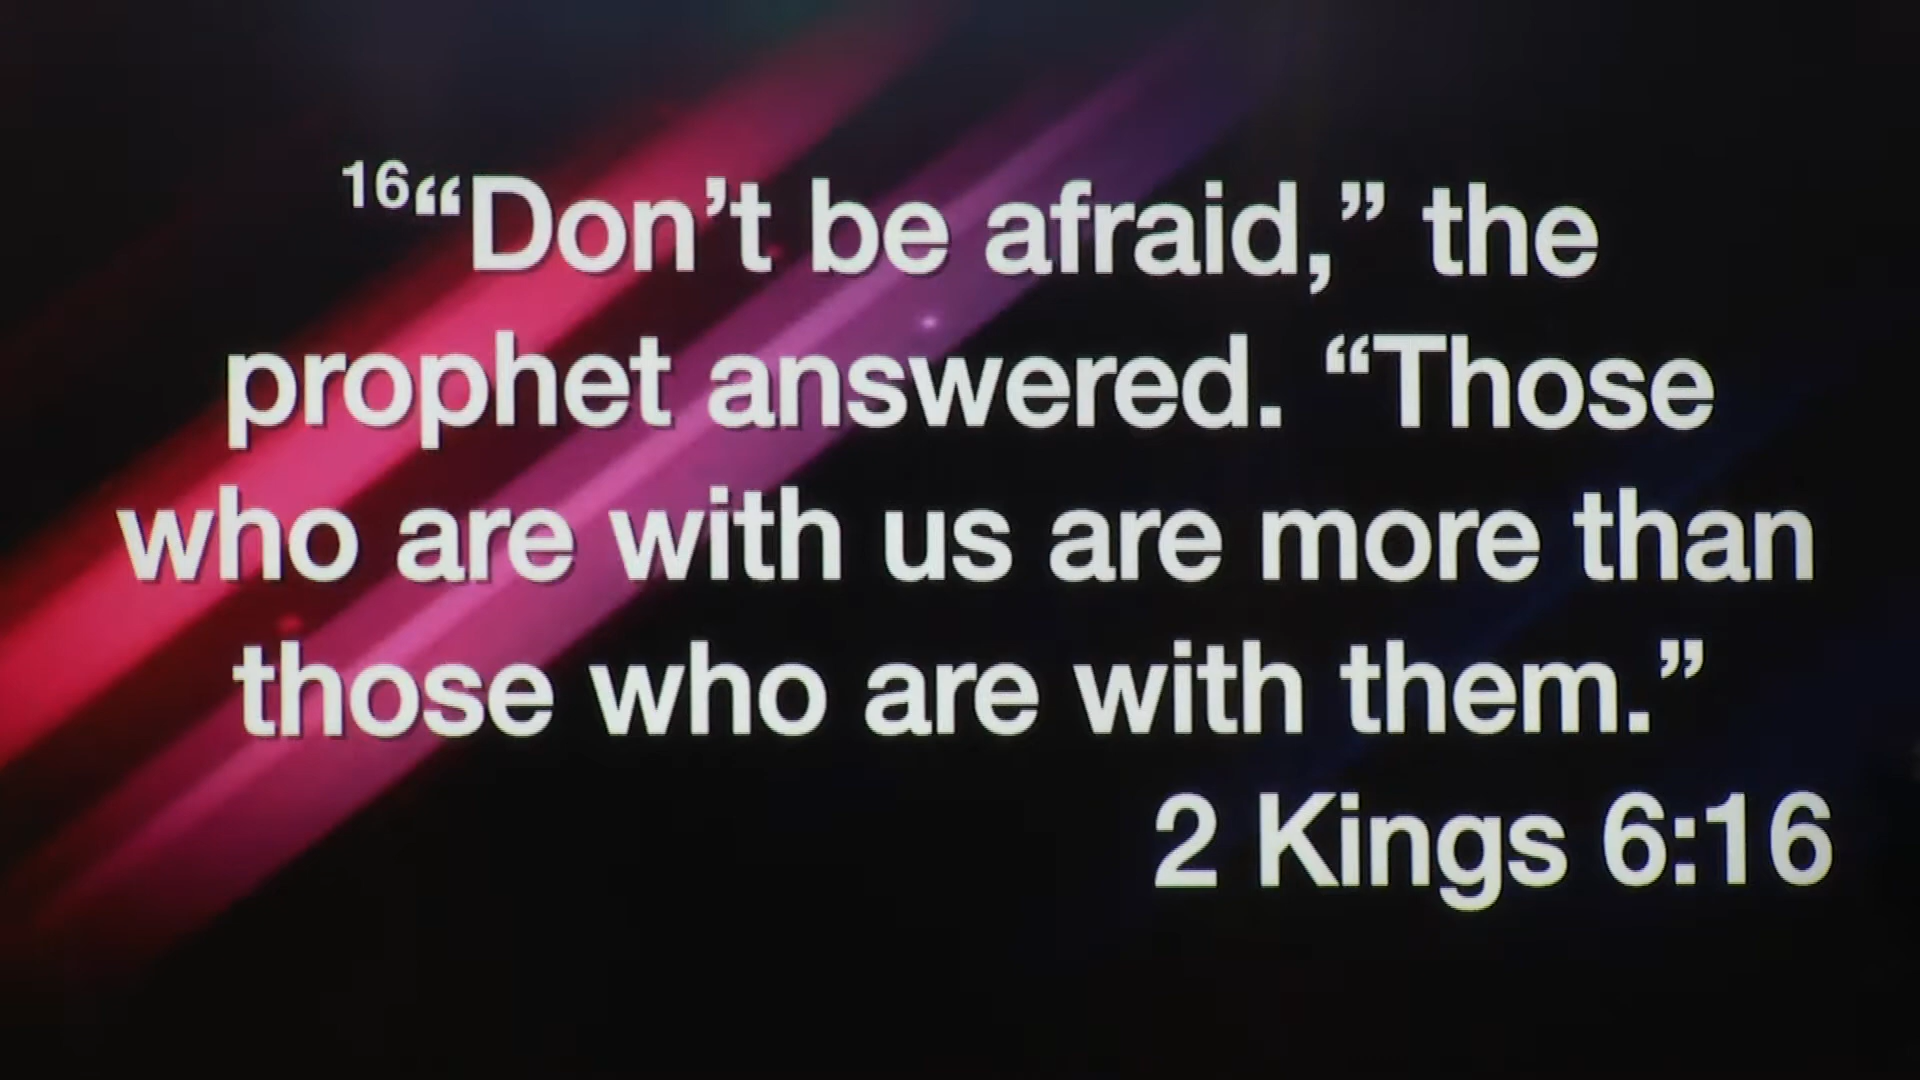 16“Don’t be afraid,” the
prophet answered. “Those
who are with us are more than
those who are with them.”
2 Kings 6:16